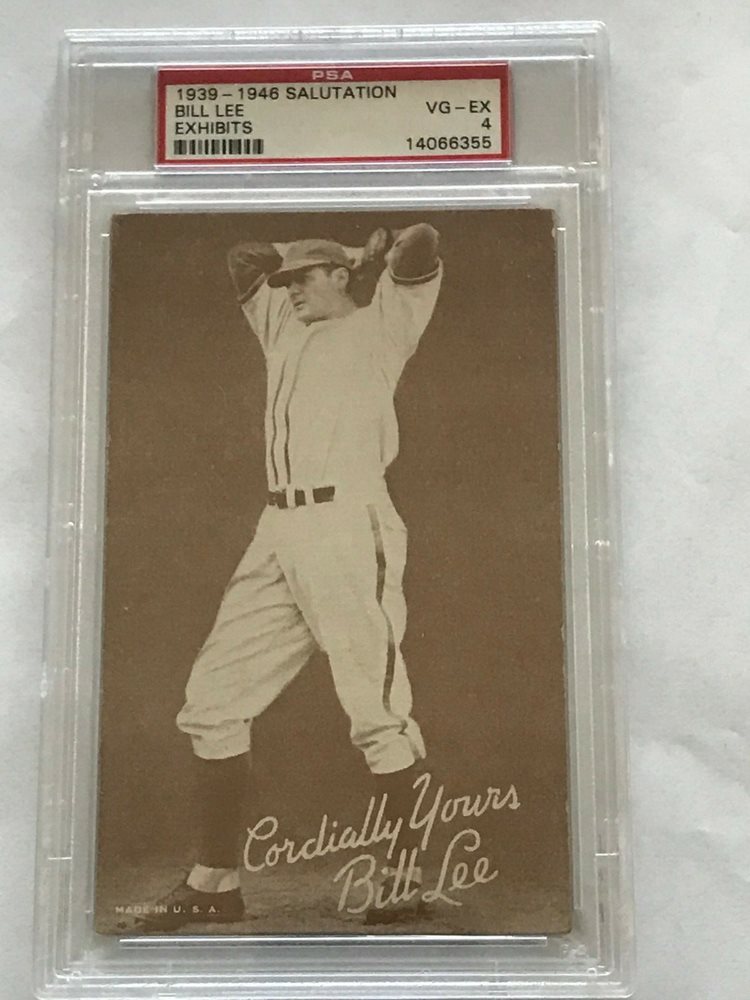 PSA
1939 – 1946 SALUTATION
BILL LEE VG – EX
EXHIBITS 4
14066355
Cordially Yours
Bill Lee
MADE IN U. S. A.